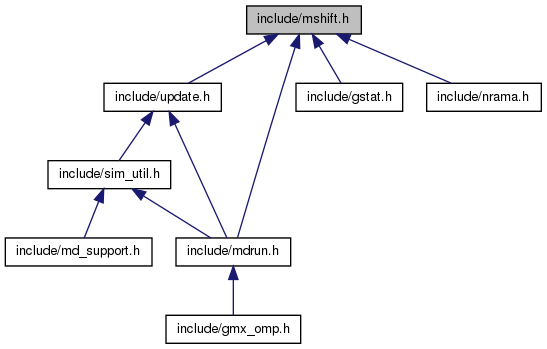 include/mshift.h
include/update.h
include/gstat.h
include/nrama.h
include/sim_util.h
include/md_support.h
include/mdrun.h
include/gmx_omp.h